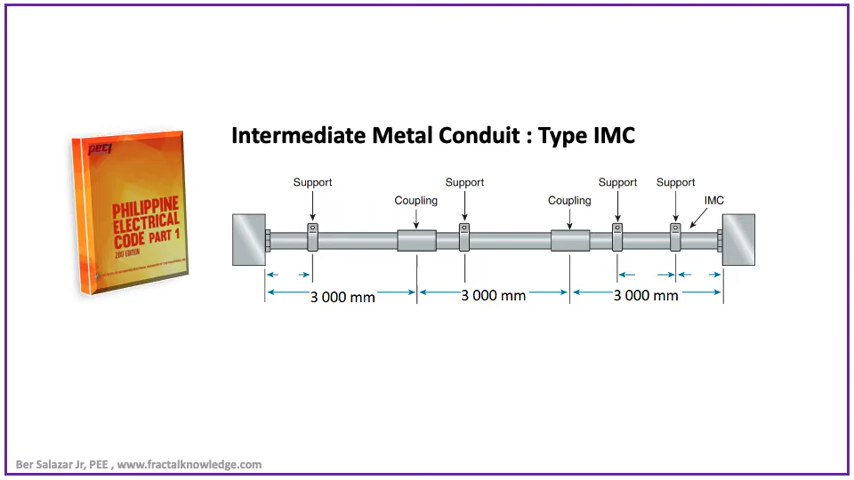 Intermediate Metal Conduit : Type IMC
PHILIPPINE
ELECTRICAL
CODE PART 1
2017 EDITION
Support
Support
Support
Support
Coupling
Coupling
IMC
3 000 mm
3 000 mm
3 000 mm
Ber Salazar Jr, PEE , www.fractalknowledge.com